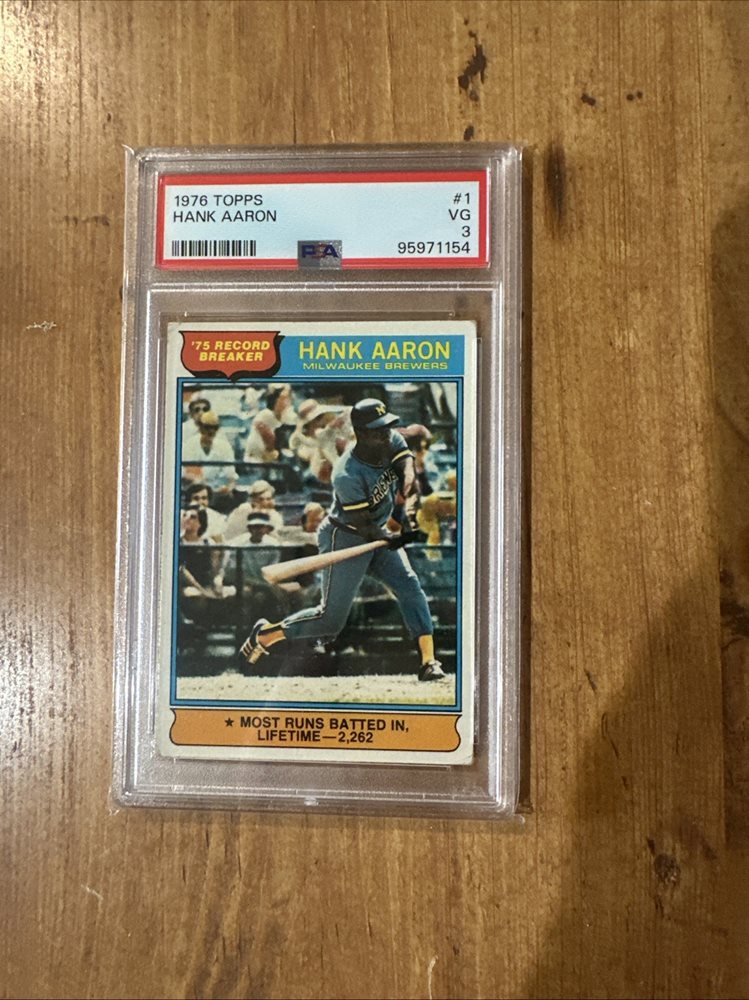 1976 TOPPS #1
HANK AARON VG
3
PSA 95971154
'75 RECORD
BREAKER
HANK AARON
MILWAUKEE BREWERS
M
★ MOST RUNS BATTED IN,
LIFETIME—2,262